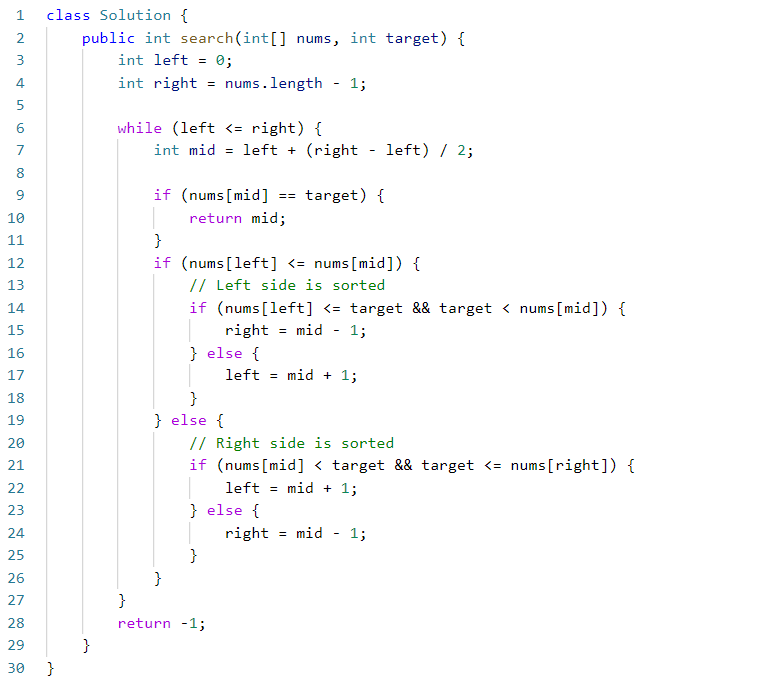 1 class Solution {
2     public int search(int[] nums, int target) {
3         int left = 0;
4         int right = nums.length - 1;
5
6         while (left <= right) {
7             int mid = left + (right - left) / 2;
8
9             if (nums[mid] == target) {
10                 return mid;
11             }
12             if (nums[left] <= nums[mid]) {
13                 // Left side is sorted
14                 if (nums[left] <= target && target < nums[mid]) {
15                     right = mid - 1;
16                 } else {
17                     left = mid + 1;
18                 }
19             } else {
20                 // Right side is sorted
21                 if (nums[mid] < target && target <= nums[right]) {
22                     left = mid + 1;
23                 } else {
24                     right = mid - 1;
25                 }
26             }
27         }
28         return -1;
29     }
30 }